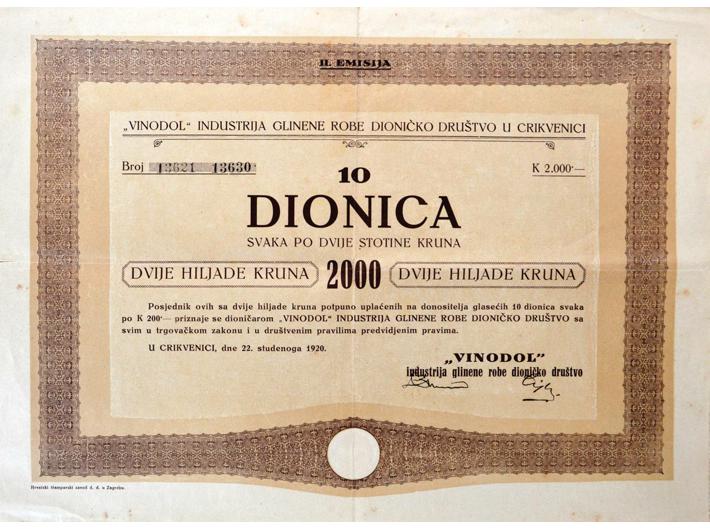 II. EMISIJA
„VINODOL“ INDUSTRIJA GLINENE ROBE DIONIČKO DRUŠTVO U CRIKVENICI
Broj 13621 13630 K 2.000·—
10
DIONICA
SVAKA PO DVIJE STOTINE KRUNA
DVIJE HILJADE KRUNA 2000 DVIJE HILJADE KRUNA
Posjednik ovih sa dvije hiljade kruna potpuno uplaćenih na donositelja glasećih 10 dionica svaka
po K 200·— priznaje se dioničarom „VINODOL“ INDUSTRIJA GLINENE ROBE DIONIČKO DRUŠTVO sa
svim u trgovačkom zakonu i u društvenim pravilima predvidjenim pravima.
U CRIKVENICI, dne 22. studenoga 1920.
„VINODOL”
industrija glinene robe dioničko društvo
Hrvatski štamparski zavod d. d. u Zagrebu.